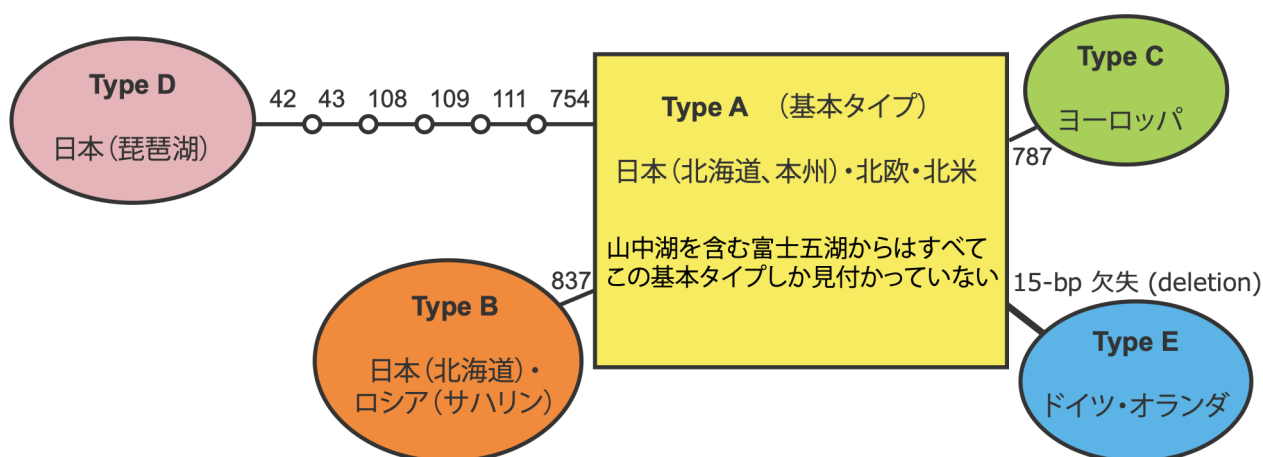 Type D
日本（琵琶湖）
42 43 108 109 111 754
Type A （基本タイプ）
日本（北海道、本州）・北欧・北米
山中湖を含む富士五湖からはすべて
この基本タイプしか見付かっていない
Type C
ヨーロッパ
787
Type B
日本（北海道）・
ロシア（サハリン）
837
15-bp 欠失 (deletion)
Type E
ドイツ・オランダ